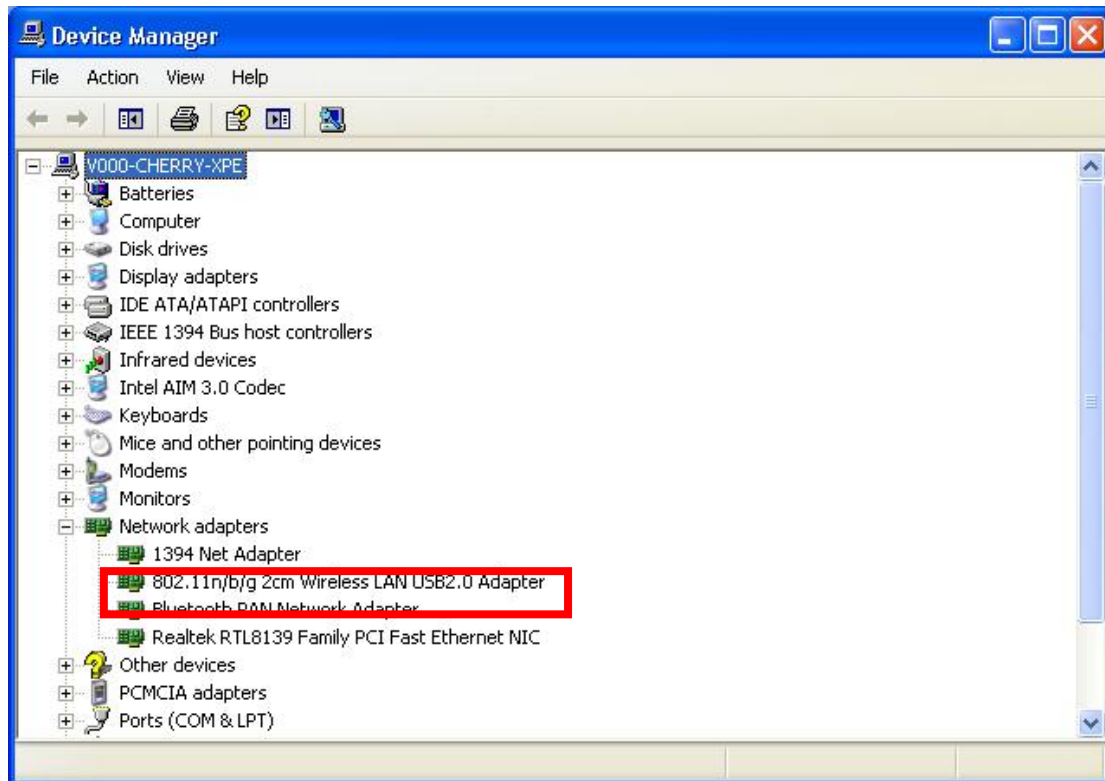 Device Manager
File Action View Help
V000-CHERRY-XPE
Batteries
Computer
Disk drives
Display adapters
IDE ATA/ATAPI controllers
IEEE 1394 Bus host controllers
Infrared devices
Intel AIM 3.0 Codec
Keyboards
Mice and other pointing devices
Modems
Monitors
Network adapters
1394 Net Adapter
802.11n/b/g 2cm Wireless LAN USB2.0 Adapter
Bluetooth PAN Network Adapter
Realtek RTL8139 Family PCI Fast Ethernet NIC
Other devices
PCMCIA adapters
Ports (COM & LPT)